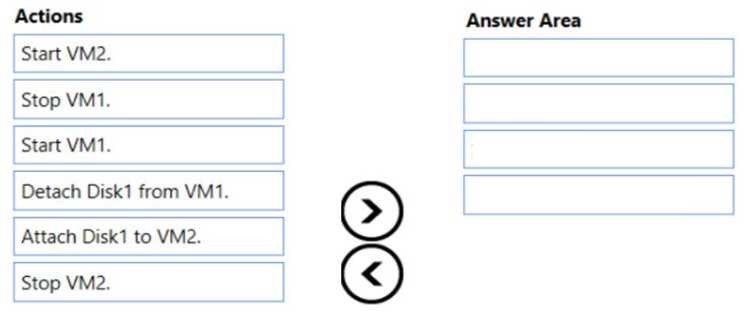 Actions
Start VM2.
Stop VM1.
Start VM1.
Detach Disk1 from VM1.
Attach Disk1 to VM2.
Stop VM2.
Answer Area